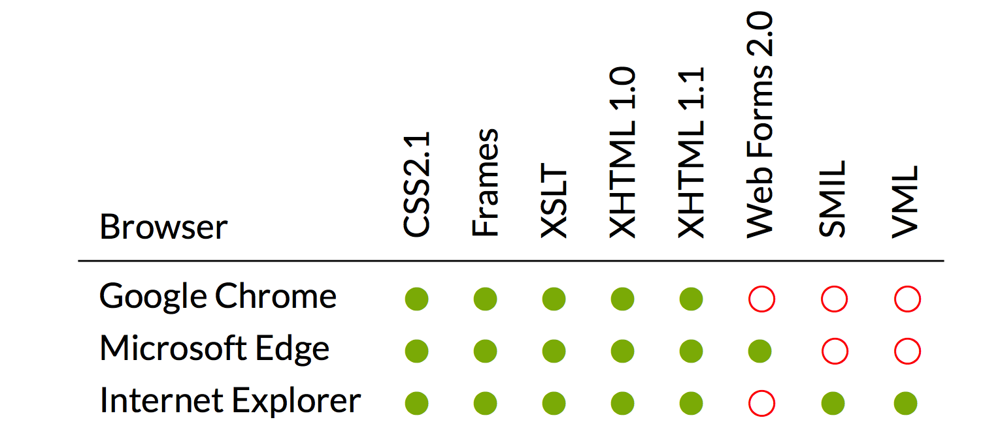 Browser CSS2.1 Frames XSLT XHTML 1.0 XHTML 1.1 Web Forms 2.0 SMIL VML
Google Chrome
Microsoft Edge
Internet Explorer